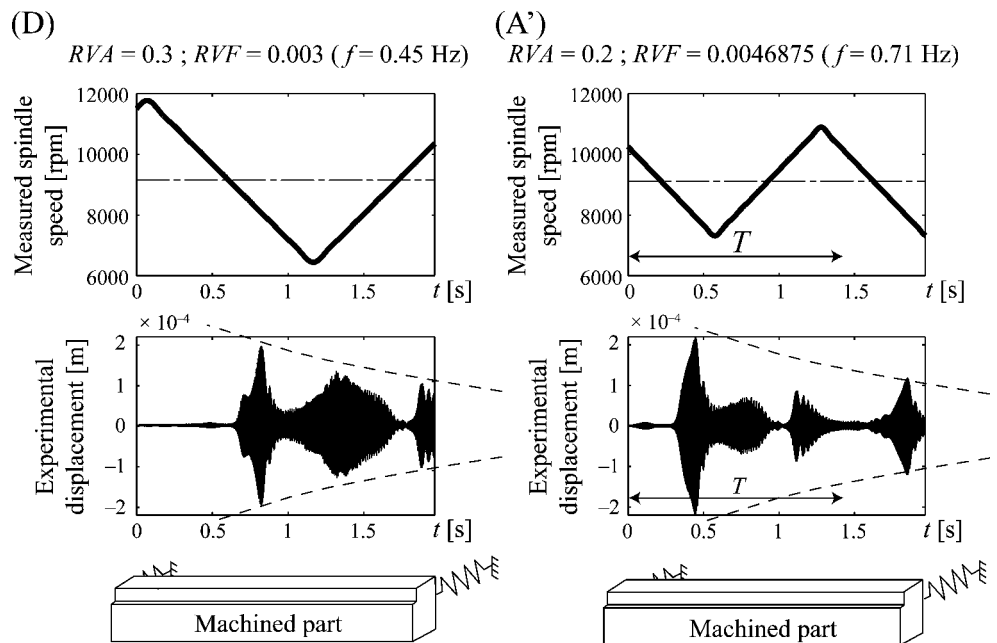 (D)
RVA = 0.3 ; RVF = 0.003 ( f = 0.45 Hz)
Measured spindle
speed [rpm]
12000
10000
8000
6000
0
0.5
1
1.5
t [s]
× 10⁻⁴
Experimental
displacement [m]
2
1
0
−1
−2
0
0.5
1
1.5
t [s]
Machined part
(A’)
RVA = 0.2 ; RVF = 0.0046875 ( f = 0.71 Hz)
Measured spindle
speed [rpm]
12000
10000
8000
6000
T
0
0.5
1
1.5
t [s]
× 10⁻⁴
Experimental
displacement [m]
2
1
0
−1
−2
T
0
0.5
1
1.5
t [s]
Machined part